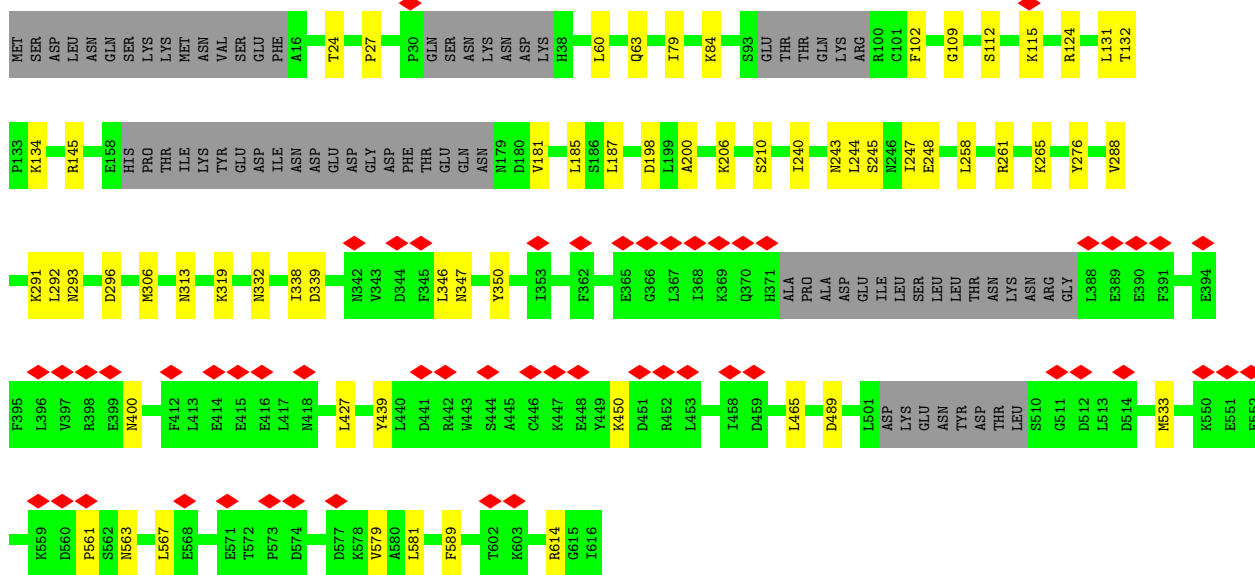 MET SER ASP LEU ASN GLN SER LYS LYS MET ASN VAL SER GLU PHE A16 T24 P27 P30 GLN SER ASN LYS ASN ASP LYS H38 L60 Q63 I79 K84 S93 GLU THR THR GLN LYS ARG R100 C101 F102 G109 S112 K115 R124 L131 T132
P133 K134 R145 E158 HIS PRO THR ILE LYS TYR GLU ASP ILE ASN ASP GLU ASP GLY ASP PHE THR GLU GLN ASN N179 D180 V181 L185 S186 L187 D198 L199 A200 K206 S210 I240 N243 L244 S245 N246 I247 E248 L258 R261 K265 Y276 V288
K291 L292 N293 D296 M306 N313 K319 N332 I338 D339 N342 V343 D344 F345 L346 N347 Y350 I353 F362 E365 G366 L367 I368 K369 Q370 H371 ALA PRO ALA ASP GLU ILE LEU SER LEU LEU THR ASN LYS ASN ARG GLY L388 E389 E390 F391 E394
F395 L396 V397 R398 E399 N400 F412 L413 E414 E415 E416 L417 N418 L427 Y439 L440 D441 R442 W443 S444 A445 C446 K447 E448 Y449 K450 D451 R452 L453 I458 D459 L465 D489 L501 ASP LYS GLU ASN TYR ASP THR LEU S510 G511 D512 L513 D514 M533 K550 E551 E552
K559 D560 P561 S562 N563 L567 E568 E571 T572 P573 D574 D577 K578 V579 A580 L581 F589 T602 K603 R614 G615 I616